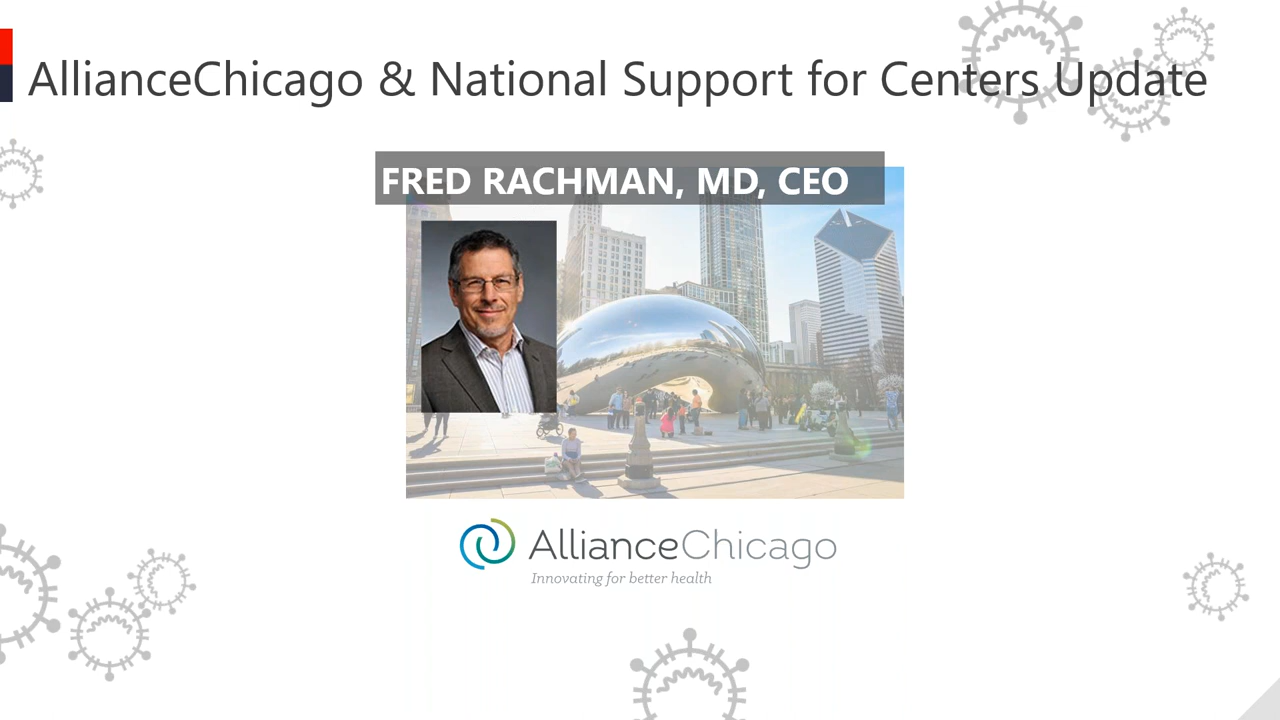 AllianceChicago & National Support for Centers Update
FRED RACHMAN, MD, CEO
AllianceChicago
Innovating for better health